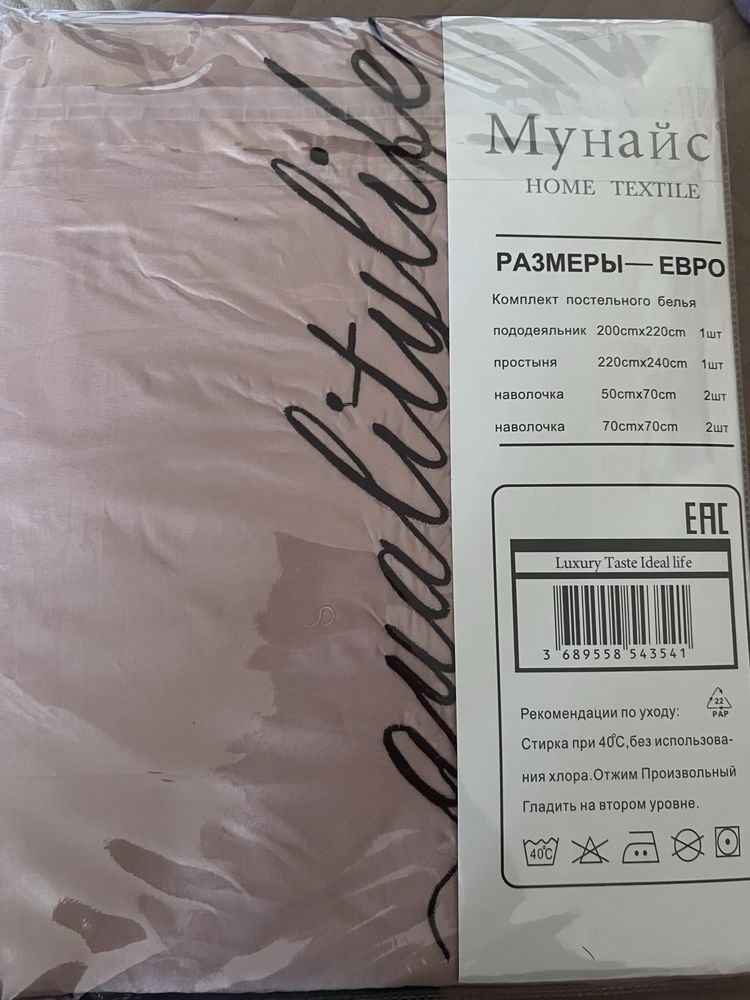 qualitylife
Мунайс
HOME TEXTILE
РАЗМЕРЫ— ЕВРО
Комплект постельного белья
пододеяльник 200cmx220cm 1шт
простыня 220cmx240cm 1шт
наволочка 50cmx70cm 2шт
наволочка 70cmx70cm 2шт
EAC
Luxury Taste Ideal life
3 689558 543541
22
PAP
Рекомендации по уходу:
Стирка при 40°C,без использова-
ния хлора.Отжим Произвольный
Гладить на втором уровне.
40°C